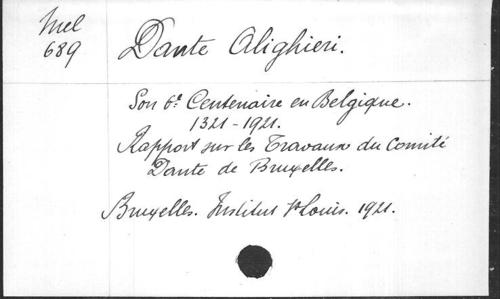 Mel
689
Dante Alighieri.
Son 6e Centenaire en Belgique.
1321-1921.
Rapport sur les Travaux du Comité
Dante de Bruxelles.
Bruxelles. Institut St Louis. 1921.